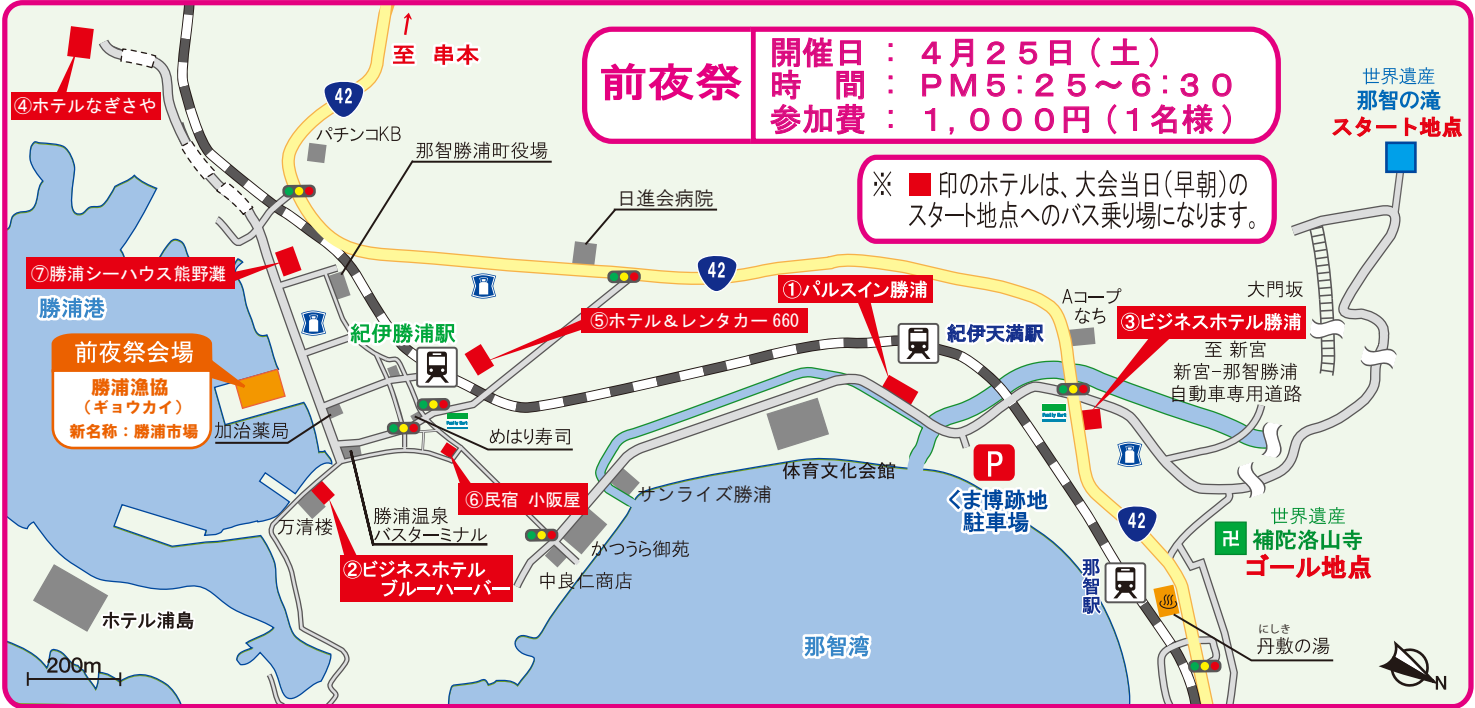 至 串本
42
前夜祭
開催日 : 4月25日(土)
時 間 : PM5:25~6:30
参加費 : 1,000円(1名様)
世界遺産
那智の滝
スタート地点
④ホテルなぎさや
パチンコKB
那智勝浦町役場
日進会病院
※ ■印のホテルは、大会当日(早朝)の
スタート地点へのバス乗り場になります。
⑦勝浦シーハウス熊野灘
42
①パルスイン勝浦
Aコープ
なち
大門坂
勝浦港
紀伊勝浦駅
⑤ホテル&レンタカー660
紀伊天満駅
③ビジネスホテル勝浦
至 新宮
新宮-那智勝浦
自動車専用道路
前夜祭会場
勝浦漁協
(ギョウカイ)
新名称:勝浦市場
加治薬局
FamilyMart
めはり寿司
FamilyMart
体育文化会館
P
くま博跡地
駐車場
⑥民宿 小阪屋
サンライズ勝浦
万清楼
勝浦温泉
バスターミナル
42
世界遺産
卍 補陀洛山寺
ゴール地点
かつうら御苑
中良仁商店
②ビジネスホテル
ブルーハーバー
那智駅
ホテル浦島
那智湾
にしき
丹敷の湯
200m
N